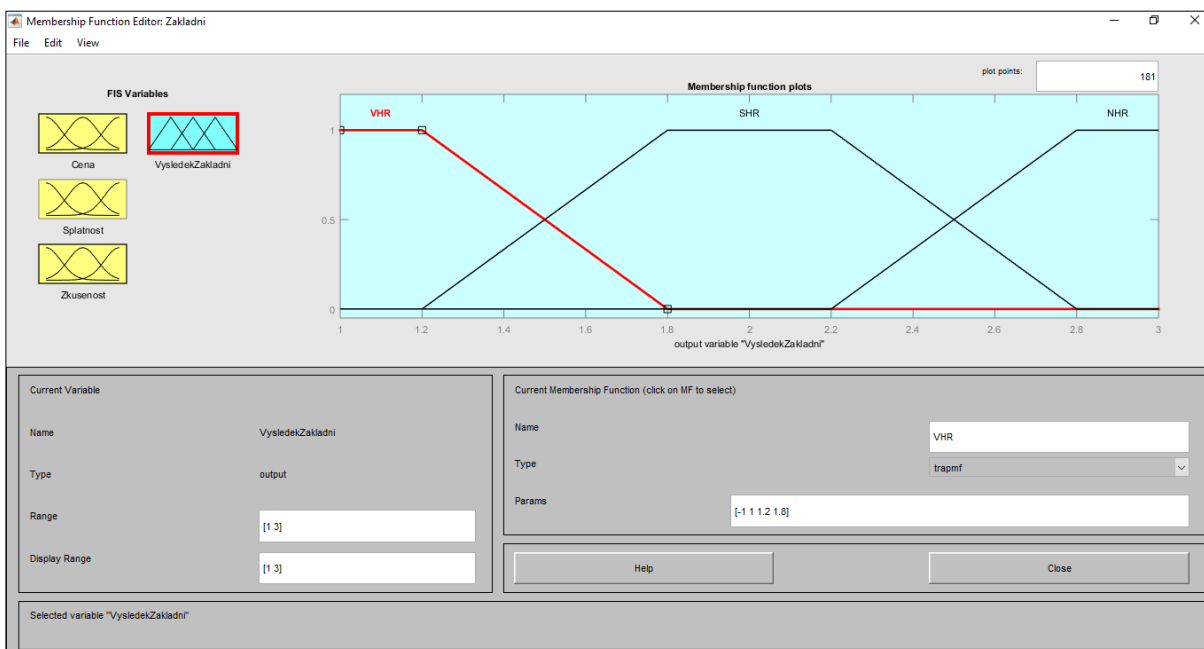 Membership Function Editor: Zakladni
File Edit View
FIS Variables
Cena
VysledekZakladni
Splatnost
Zkusenost
plot points:
181
Membership function plots
VHR
SHR
NHR
1
0.5
0
1 1.2 1.4 1.6 1.8 2 2.2 2.4 2.6 2.8 3
output variable "VysledekZakladni"
Current Variable
Name VysledekZakladni
Type output
Range [1 3]
Display Range [1 3]
Current Membership Function (click on MF to select)
Name VHR
Type trapmf
Params [-1 1 1.2 1.8]
Help Close
Selected variable "VysledekZakladni"